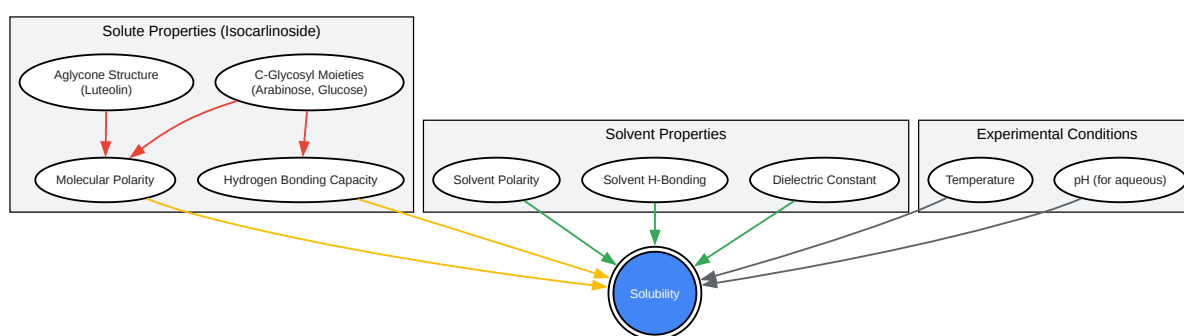 Solute Properties (Isocarlinoside)
Aglycone Structure
(Luteolin)
C-Glycosyl Moieties
(Arabinose, Glucose)
Molecular Polarity
Hydrogen Bonding Capacity
Solvent Properties
Solvent Polarity
Solvent H-Bonding
Dielectric Constant
Experimental Conditions
Temperature
pH (for aqueous)
Solubility